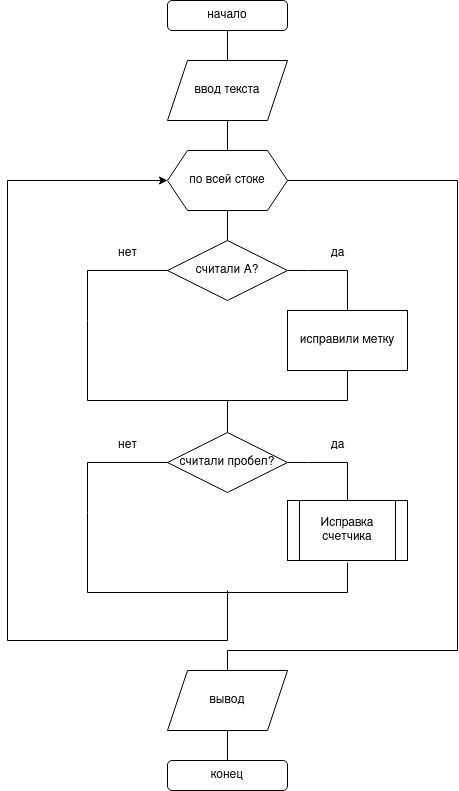 начало
ввод текста
по всей стоке
нет
да
считали А?
исправили метку
нет
да
считали пробел?
Исправка
счетчика
вывод
конец